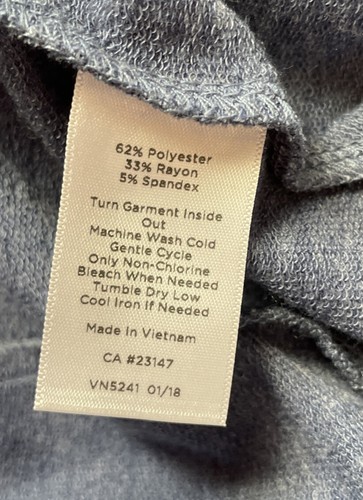 62% Polyester
33% Rayon
5% Spandex
Turn Garment Inside
Out
Machine Wash Cold
Gentle Cycle
Only Non-Chlorine
Bleach When Needed
Tumble Dry Low
Cool Iron If Needed
Made In Vietnam
CA #23147
VN5241 01/18